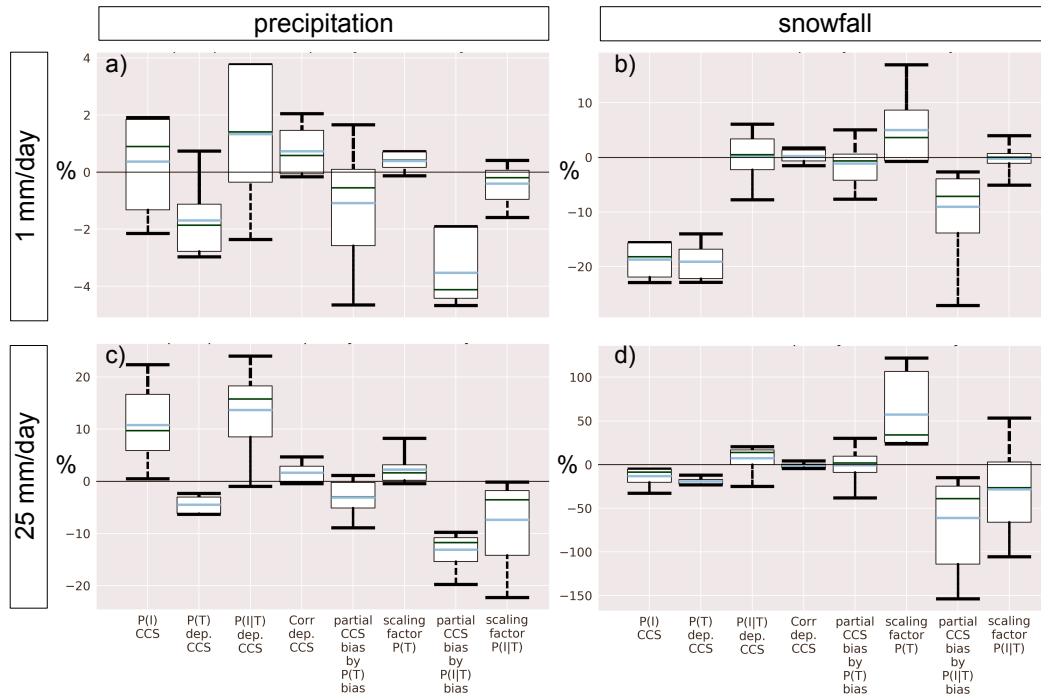 precipitation
snowfall
1 mm/day
a)
%
4
2
0
−2
−4
b)
%
10
0
−10
−20
25 mm/day
c)
%
20
10
0
−10
−20
P(I)
CCS
P(T)
dep.
CCS
P(I|T)
dep.
CCS
Corr
dep.
CCS
partial
CCS
bias
by
P(T)
bias
scaling
factor
P(T)
partial
CCS
bias
by
P(I|T)
bias
scaling
factor
P(I|T)
d)
%
100
50
0
−50
−100
−150
P(I)
CCS
P(T)
dep.
CCS
P(I|T)
dep.
CCS
Corr
dep.
CCS
partial
CCS
bias
by
P(T)
bias
scaling
factor
P(T)
partial
CCS
bias
by
P(I|T)
bias
scaling
factor
P(I|T)